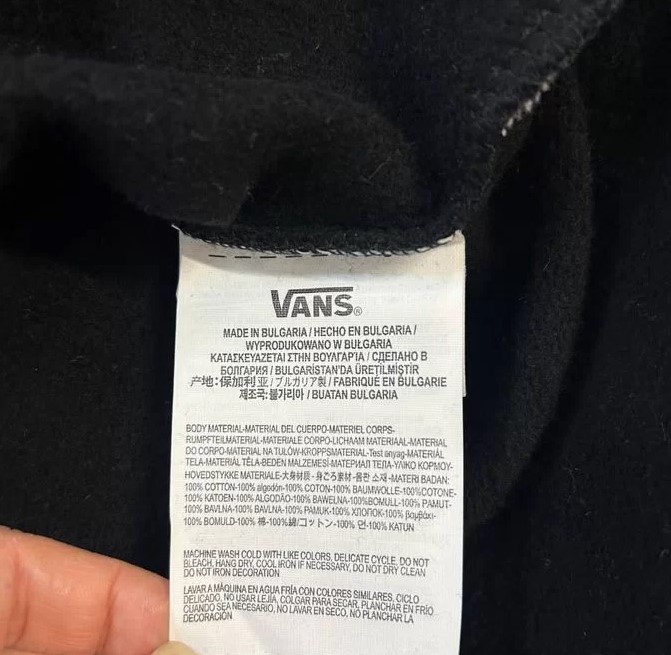 VANS®
MADE IN BULGARIA / HECHO EN BULGARIA /
WYPRODUKOWANO W BUŁGARIA
ΚΑΤΑΣΚΕΥΑΖΕΤΑΙ ΣΤΗΝ ΒΟΥΛΓΑΡΊΑ / СДЕЛАНО В
БОЛГАРИЯ / BULGARİSTAN'DA ÜRETİLMİŞTİR
产地:保加利亚 / ブルガリア製 / FABRIQUÉ EN BULGARIE
제조국:불가리아 / BUATAN BULGARIA
BODY MATERIAL-MATERIAL DEL CUERPO-MATERIEL CORPS-
RUMPFTEILMATERIAL-MATERIALE CORPO-LICHAAM MATERIAAL-MATERIAL
DO CORPO-MATERIAL NA TULÓW-KROPPSMATERIAL-Test anyag-MATERIÁL
TELA-MATERIÁL TĚLA-BEDEN MALZEMESİ-МАТЕРИАЛ ТЕЛА-ΥΛΙΚΟ ΚΟΡΜΟΥ-
HOVEDSTYKKE MATERIALE-大身材质-身ごろ素材-몸판 소재-MATERI BADAN:
100% COTTON-100% algodón-100% COTON-100% BAUMWOLLE-100%COTONE-
100% KATOEN-100% ALGODÃO-100% BAWELNA-100%BOMULL-100% PAMUT-
100% BAVLNA-100% BAVLNA-100% PAMUK-100% ХЛОПОК-100% βαμβάκι-
100% BOMULD-100% 棉-100%綿/コットン-100% 면-100% KATUN
MACHINE WASH COLD WITH LIKE COLORS, DELICATE CYCLE, DO NOT
BLEACH, HANG DRY, COOL IRON IF NECESSARY, DO NOT DRY CLEAN
DO NOT IRON DECORATION
LAVAR A MÁQUINA EN AGUA FRÍA CON COLORES SIMILARES, CICLO
DELICADO, NO USAR LEJÍA, COLGAR PARA SECAR, PLANCHAR EN FRÍO
CUANDO SEA NECESARIO, NO LAVAR EN SECO, NO PLANCHAR LA
DECORACIÓN